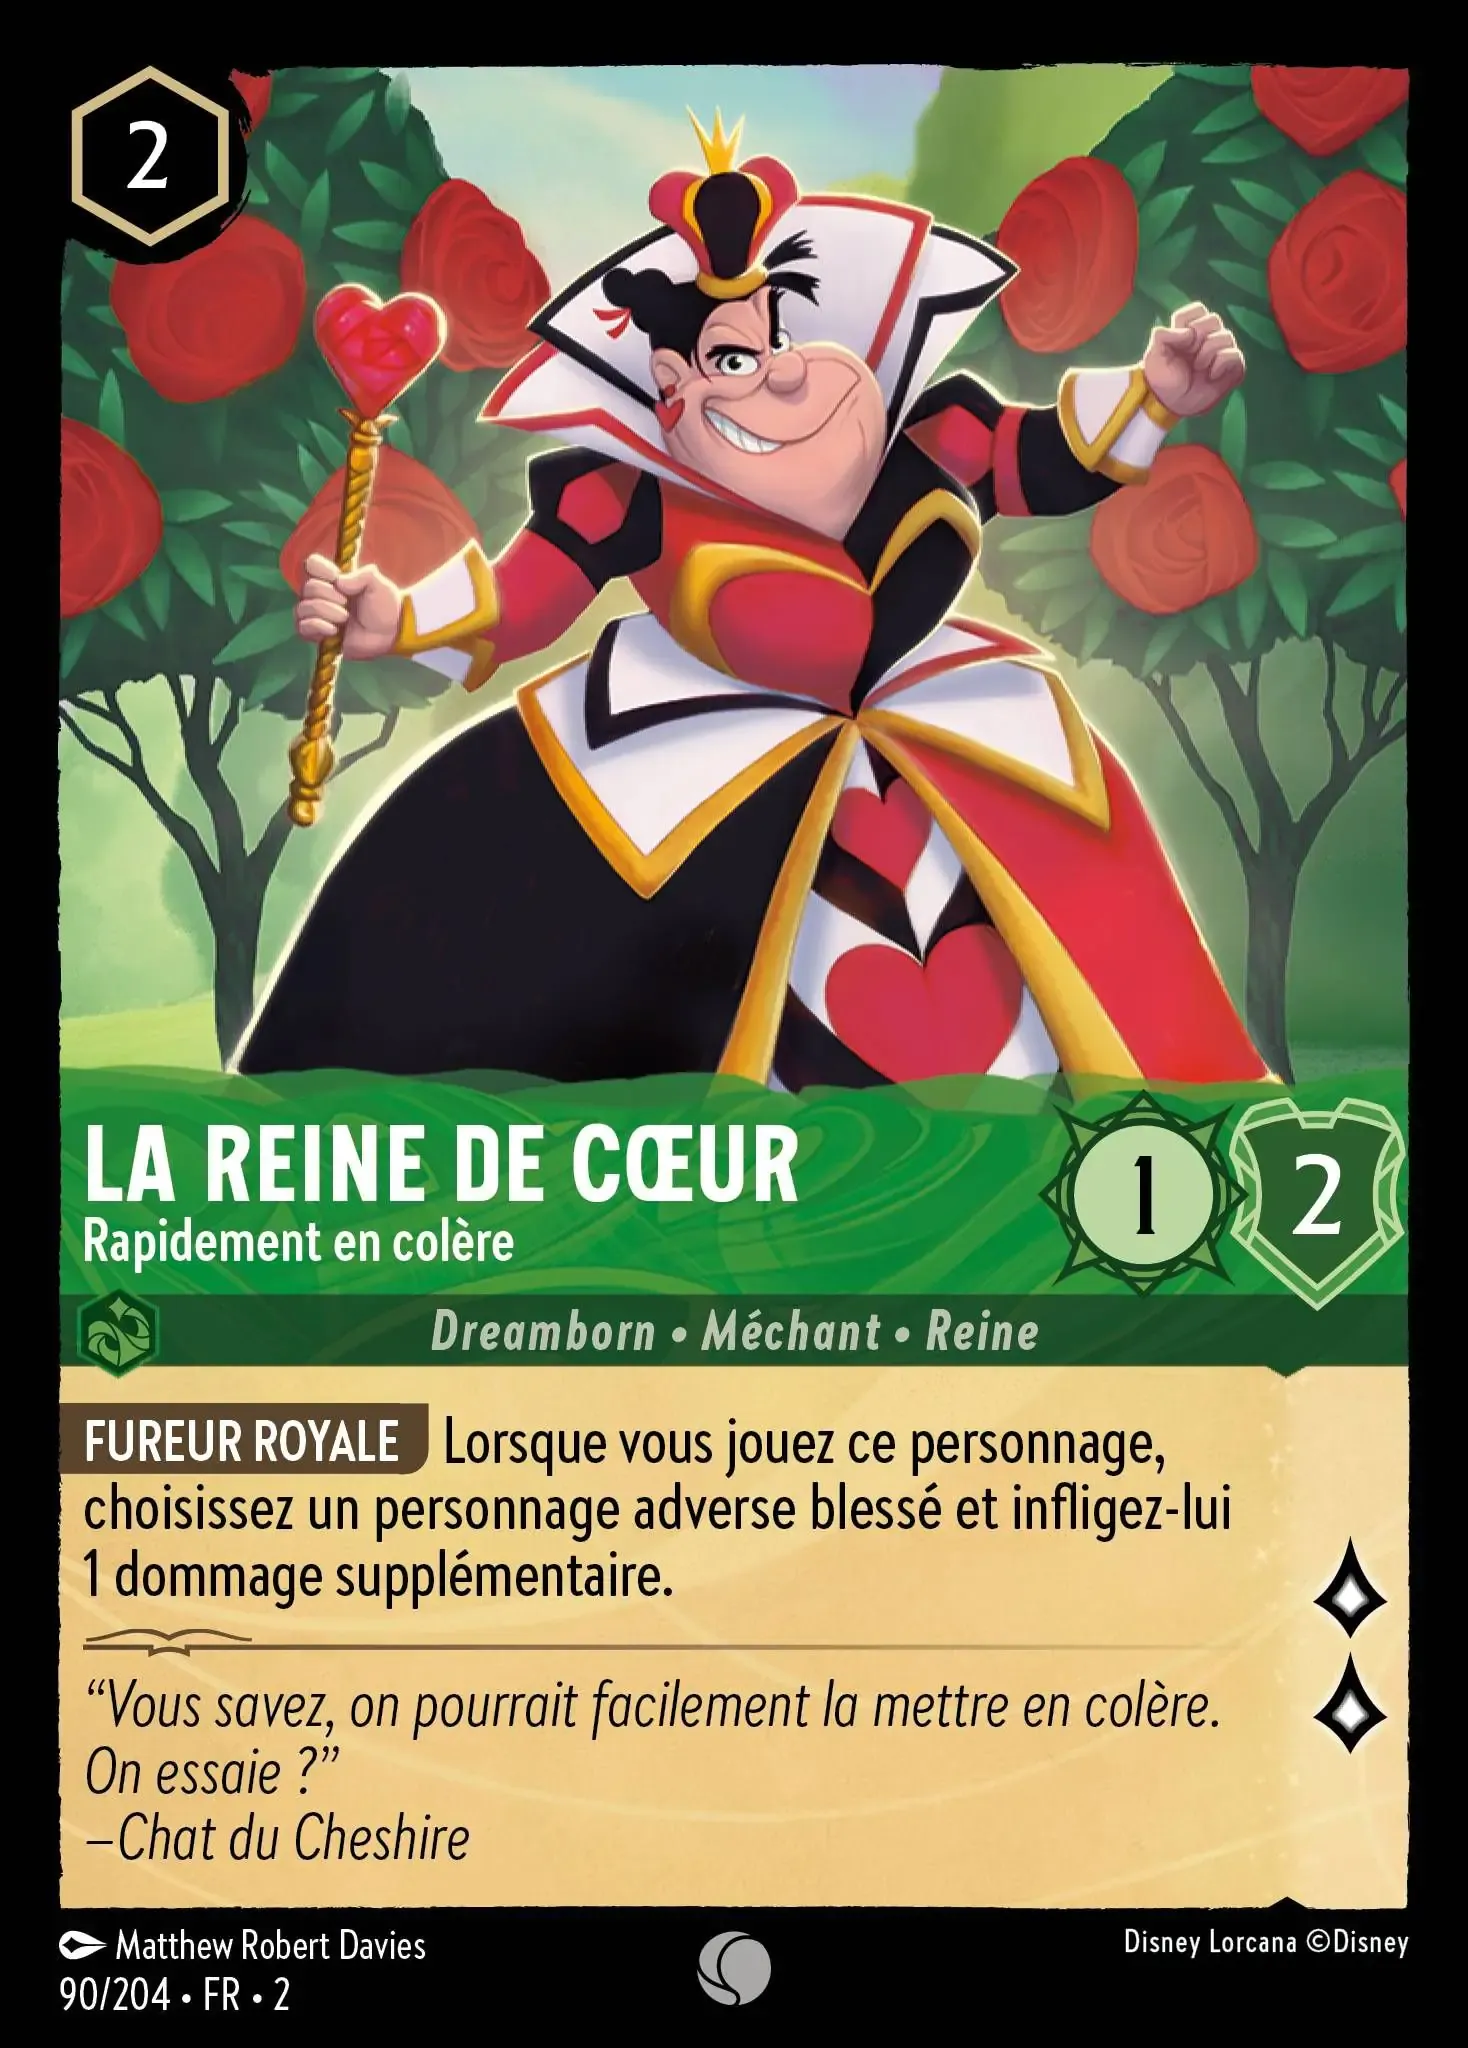 2
LA REINE DE CŒUR
Rapidement en colère
1
2
Dreamborn • Méchant • Reine
FUREUR ROYALE Lorsque vous jouez ce personnage,
choisissez un personnage adverse blessé et infligez-lui
1 dommage supplémentaire.
“Vous savez, on pourrait facilement la mettre en colère.
On essaie ?”
–Chat du Cheshire
Matthew Robert Davies
90/204 • FR • 2
Disney Lorcana ©Disney